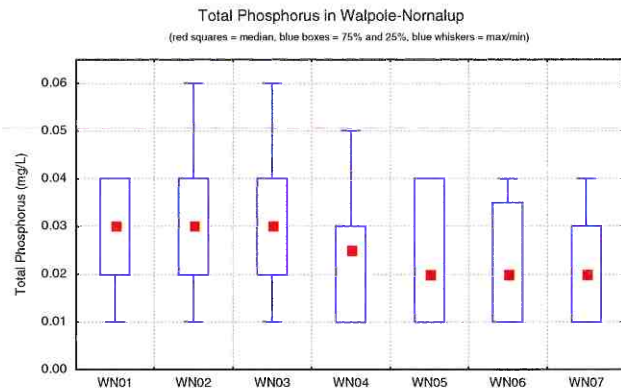 Total Phosphorus in Walpole-Nornalup
(red squares = median, blue boxes = 75% and 25%, blue whiskers = max/min)
Total Phosphorus (mg/L)
0.06
0.05
0.04
0.03
0.02
0.01
0.00
WN01 WN02 WN03 WN04 WN05 WN06 WN07